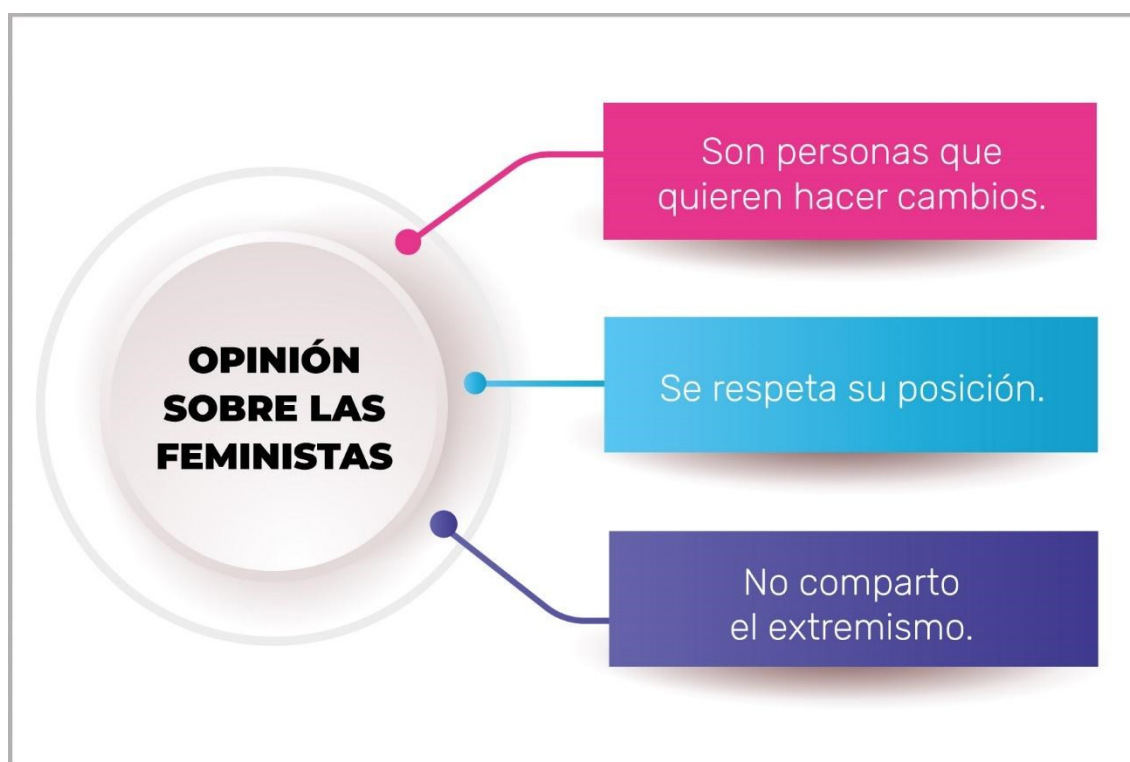 OPINIÓN
SOBRE LAS
FEMINISTAS
Son personas que
quieren hacer cambios.
Se respeta su posición.
No comparto
el extremismo.